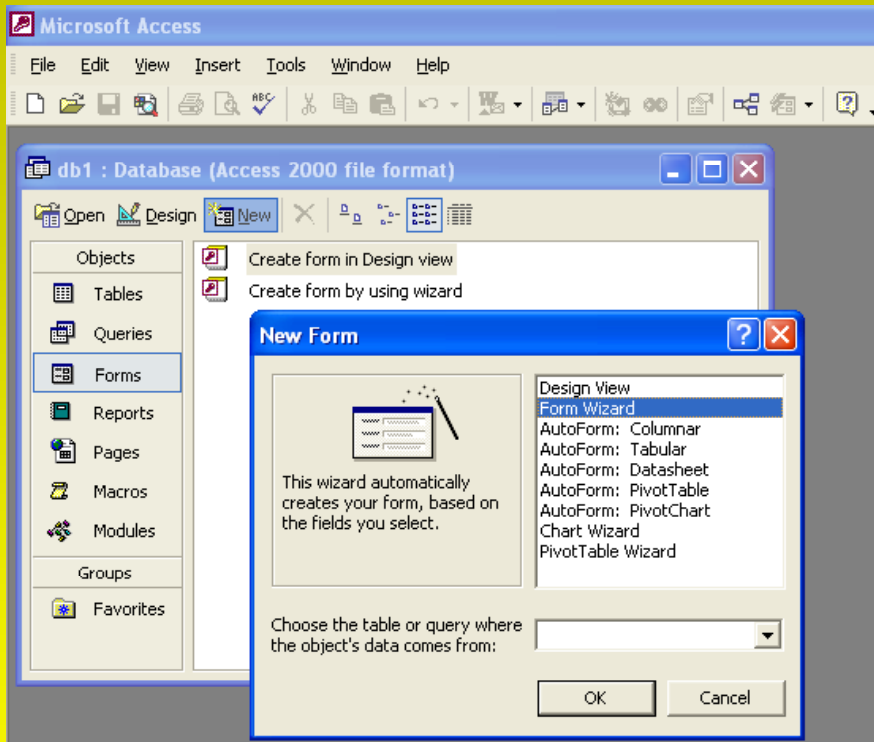 Microsoft Access
File Edit View Insert Tools Window Help
ABC
db1 : Database (Access 2000 file format)
Open Design New
Objects
Tables
Queries
Forms
Reports
Pages
Macros
Modules
Groups
Favorites
Create form in Design view
Create form by using wizard
New Form
This wizard automatically
creates your form, based on
the fields you select.
Design View
Form Wizard
AutoForm: Columnar
AutoForm: Tabular
AutoForm: Datasheet
AutoForm: PivotTable
AutoForm: PivotChart
Chart Wizard
PivotTable Wizard
Choose the table or query where
the object's data comes from:
OK Cancel